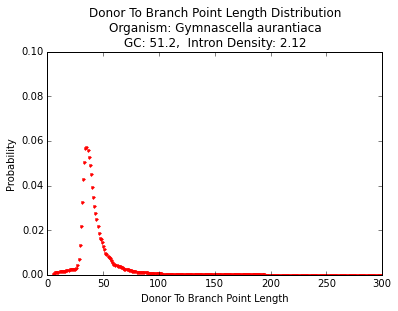 Donor To Branch Point Length Distribution
Organism: Gymnascella aurantiaca
GC: 51.2,  Intron Density: 2.12
0.10
0.08
0.06
0.04
0.02
0.00
Probability
0 50 100 150 200 250 300
Donor To Branch Point Length